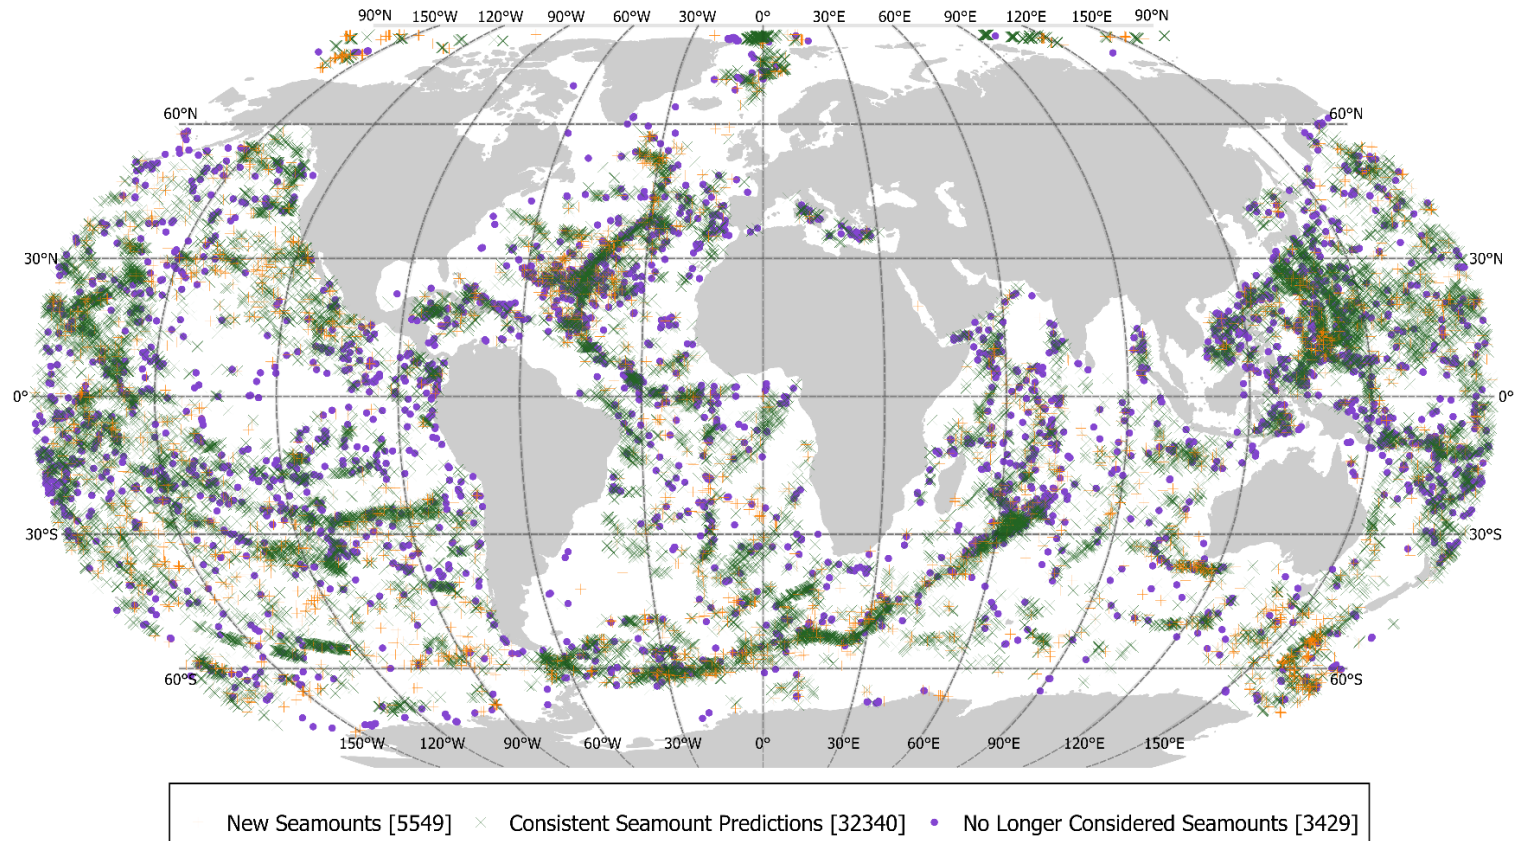 90°N 150°W 120°W 90°W 60°W 30°W 0° 30°E 60°E 90°E 120°E 150°E 90°N
60°N 60°N
30°N 30°N
0° 0°
30°S 30°S
60°S 60°S
150°W 120°W 90°W 60°W 30°W 0° 30°E 60°E 90°E 120°E 150°E
New Seamounts [5549] Consistent Seamount Predictions [32340] No Longer Considered Seamounts [3429]